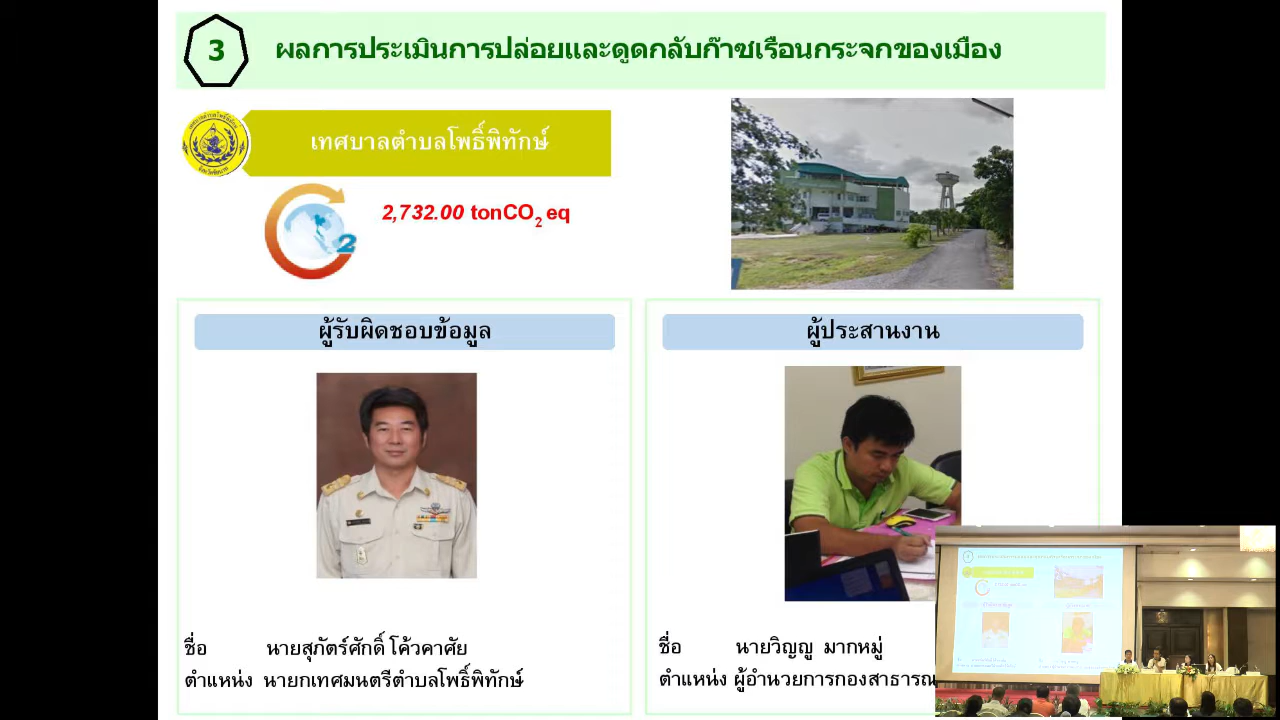 3
ผลการประเมินการปล่อยและดูดกลับก๊าซเรือนกระจกของเมือง
เทศบาลตำบลโพธิ์พิทักษ์
2
2,732.00 tonCO2 eq
ผู้รับผิดชอบข้อมูล
ผู้ประสานงาน
ชื่อ นายสุภัตร์ศักดิ์ โค้วคาศัย
ตำแหน่ง นายกเทศมนตรีตำบลโพธิ์พิทักษ์
ชื่อ นายวิญญู มากหมู่
ตำแหน่ง ผู้อำนวยการกองสาธารณ